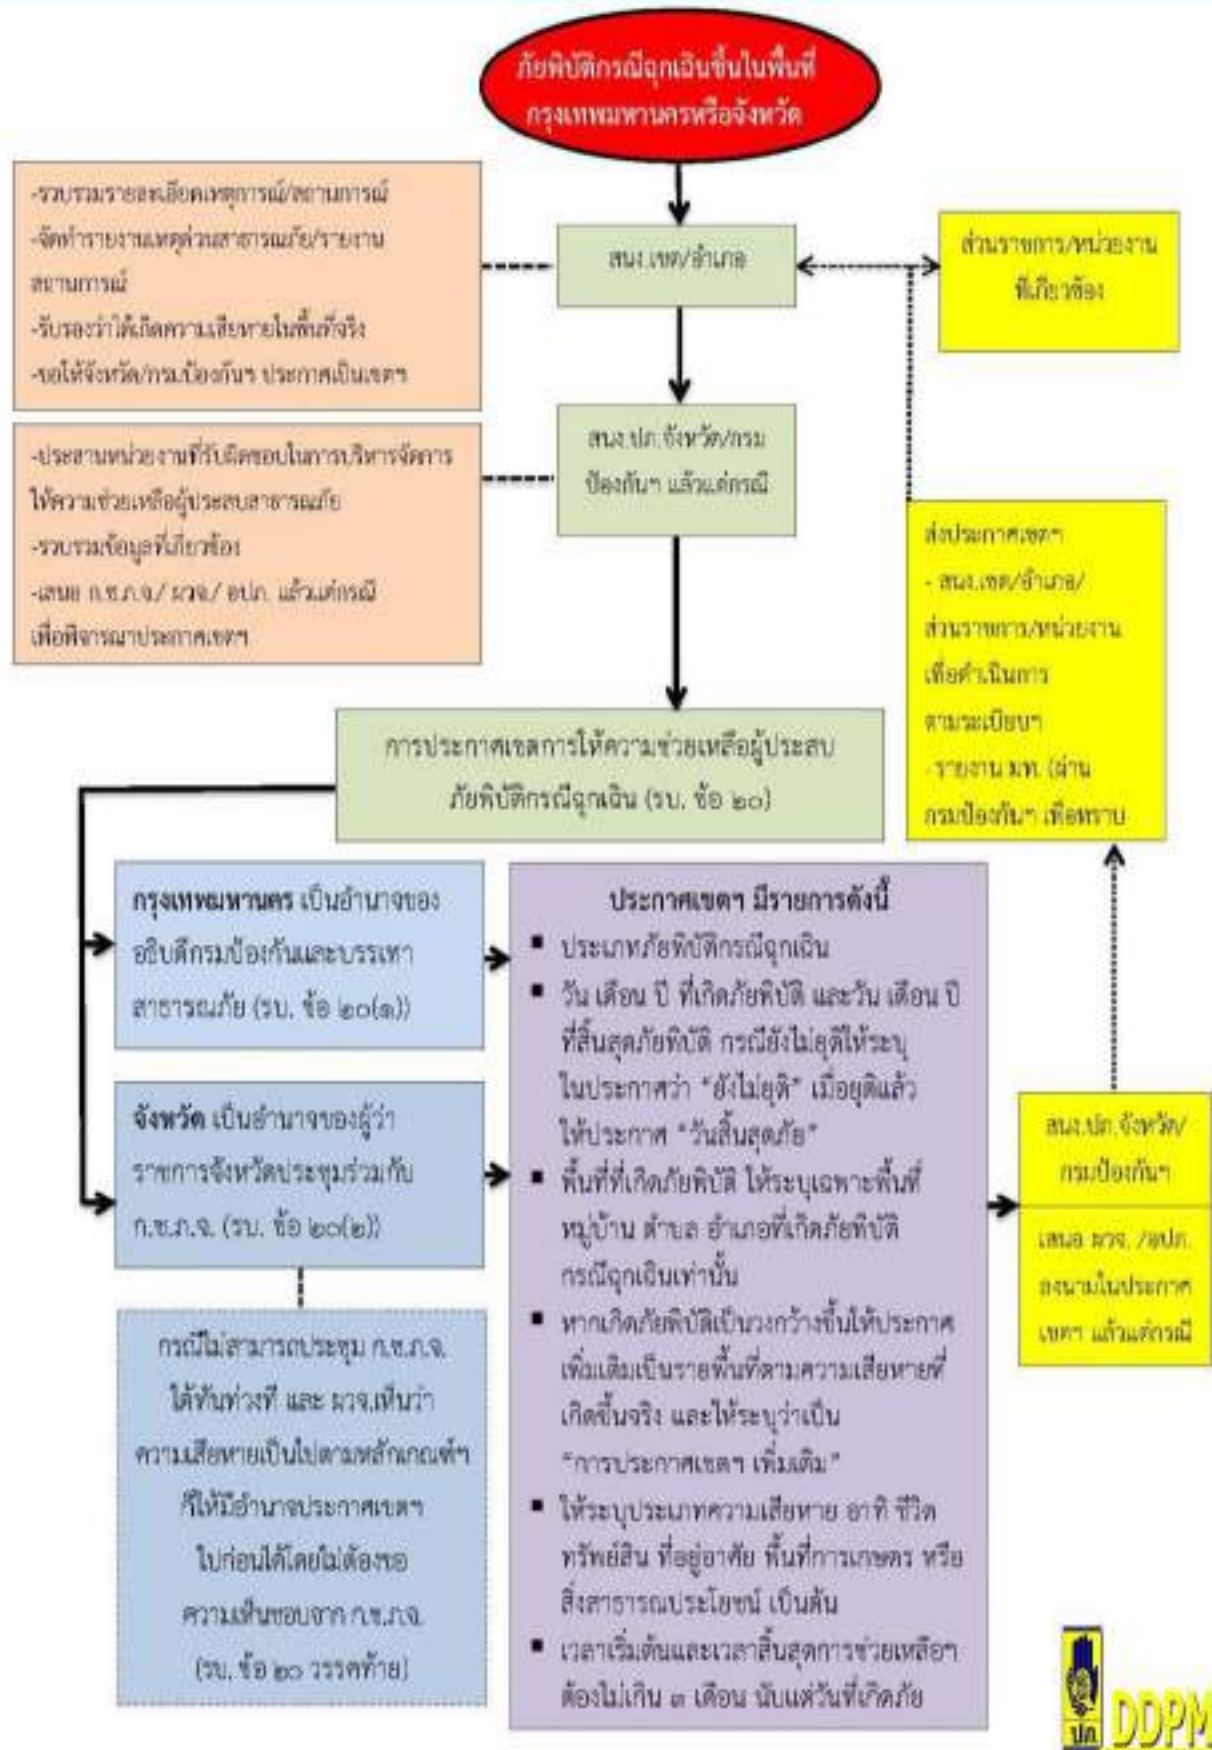 ภัยพิบัติกรณีฉุกเฉินขึ้นในพื้นที่
กรุงเทพมหานครหรือจังหวัด
-รวบรวมรายละเอียดเหตุการณ์/สถานการณ์
-จัดทำรายงานเหตุด่วนสาธารณภัย/รายงาน
สถานการณ์
-รับรองว่าได้เกิดความเสียหายในพื้นที่จริง
-ขอให้จังหวัด/กรมป้องกันฯ ประกาศเป็นเขตฯ
สนง.เขต/อำเภอ
ส่วนราชการ/หน่วยงาน
ที่เกี่ยวข้อง
-ประสานหน่วยงานที่รับผิดชอบในการบริหารจัดการ
ให้ความช่วยเหลือผู้ประสบสาธารณภัย
-รวบรวมข้อมูลที่เกี่ยวข้อง
-เสนอ ก.ช.ภ.จ./ ผวจ./ อปภ. แล้วแต่กรณี
เพื่อพิจารณาประกาศเขตฯ
สนง.ปภ.จังหวัด/กรม
ป้องกันฯ แล้วแต่กรณี
ส่งประกาศเขตฯ
- สนง.เขต/อำเภอ/
ส่วนราชการ/หน่วยงาน
เพื่อดำเนินการ
ตามระเบียบฯ
- รายงาน มท. (ผ่าน
กรมป้องกันฯ เพื่อทราบ
การประกาศเขตการให้ความช่วยเหลือผู้ประสบ
ภัยพิบัติกรณีฉุกเฉิน (รบ. ข้อ ๒๐)
กรุงเทพมหานคร เป็นอำนาจของ
อธิบดีกรมป้องกันและบรรเทา
สาธารณภัย (รบ. ข้อ ๒๐(๑))
จังหวัด เป็นอำนาจของผู้ว่า
ราชการจังหวัดประชุมร่วมกับ
ก.ช.ภ.จ. (รบ. ข้อ ๒๐(๒))
กรณีไม่สามารถประชุม ก.ช.ภ.จ.
ได้ทันท่วงที และ ผวจ.เห็นว่า
ความเสียหายเป็นไปตามหลักเกณฑ์ฯ
ก็ให้มีอำนาจประกาศเขตฯ
ไปก่อนได้โดยไม่ต้องขอ
ความเห็นชอบจาก ก.ช.ภ.จ.
(รบ. ข้อ ๒๐ วรรคท้าย)
ประกาศเขตฯ มีรายการดังนี้
▪ ประเภทภัยพิบัติกรณีฉุกเฉิน
▪ วัน เดือน ปี ที่เกิดภัยพิบัติ และวัน เดือน ปี
ที่สิ้นสุดภัยพิบัติ กรณียังไม่ยุติให้ระบุ
ในประกาศว่า "ยังไม่ยุติ" เมื่อยุติแล้ว
ให้ประกาศ "วันสิ้นสุดภัย"
▪ พื้นที่ที่เกิดภัยพิบัติ ให้ระบุเฉพาะพื้นที่
หมู่บ้าน ตำบล อำเภอที่เกิดภัยพิบัติ
กรณีฉุกเฉินเท่านั้น
▪ หากเกิดภัยพิบัติเป็นวงกว้างขึ้นให้ประกาศ
เพิ่มเติมเป็นรายพื้นที่ตามความเสียหายที่
เกิดขึ้นจริง และให้ระบุว่าเป็น
"การประกาศเขตฯ เพิ่มเติม"
▪ ให้ระบุประเภทความเสียหาย อาทิ ชีวิต
ทรัพย์สิน ที่อยู่อาศัย พื้นที่การเกษตร หรือ
สิ่งสาธารณประโยชน์ เป็นต้น
▪ เวลาเริ่มต้นและเวลาสิ้นสุดการช่วยเหลือฯ
ต้องไม่เกิน ๓ เดือน นับแต่วันที่เกิดภัย
สนง.ปภ.จังหวัด/
กรมป้องกันฯ
เสนอ ผวจ. /อปภ.
ลงนามในประกาศ
เขตฯ แล้วแต่กรณี
ปภ.
DDPM